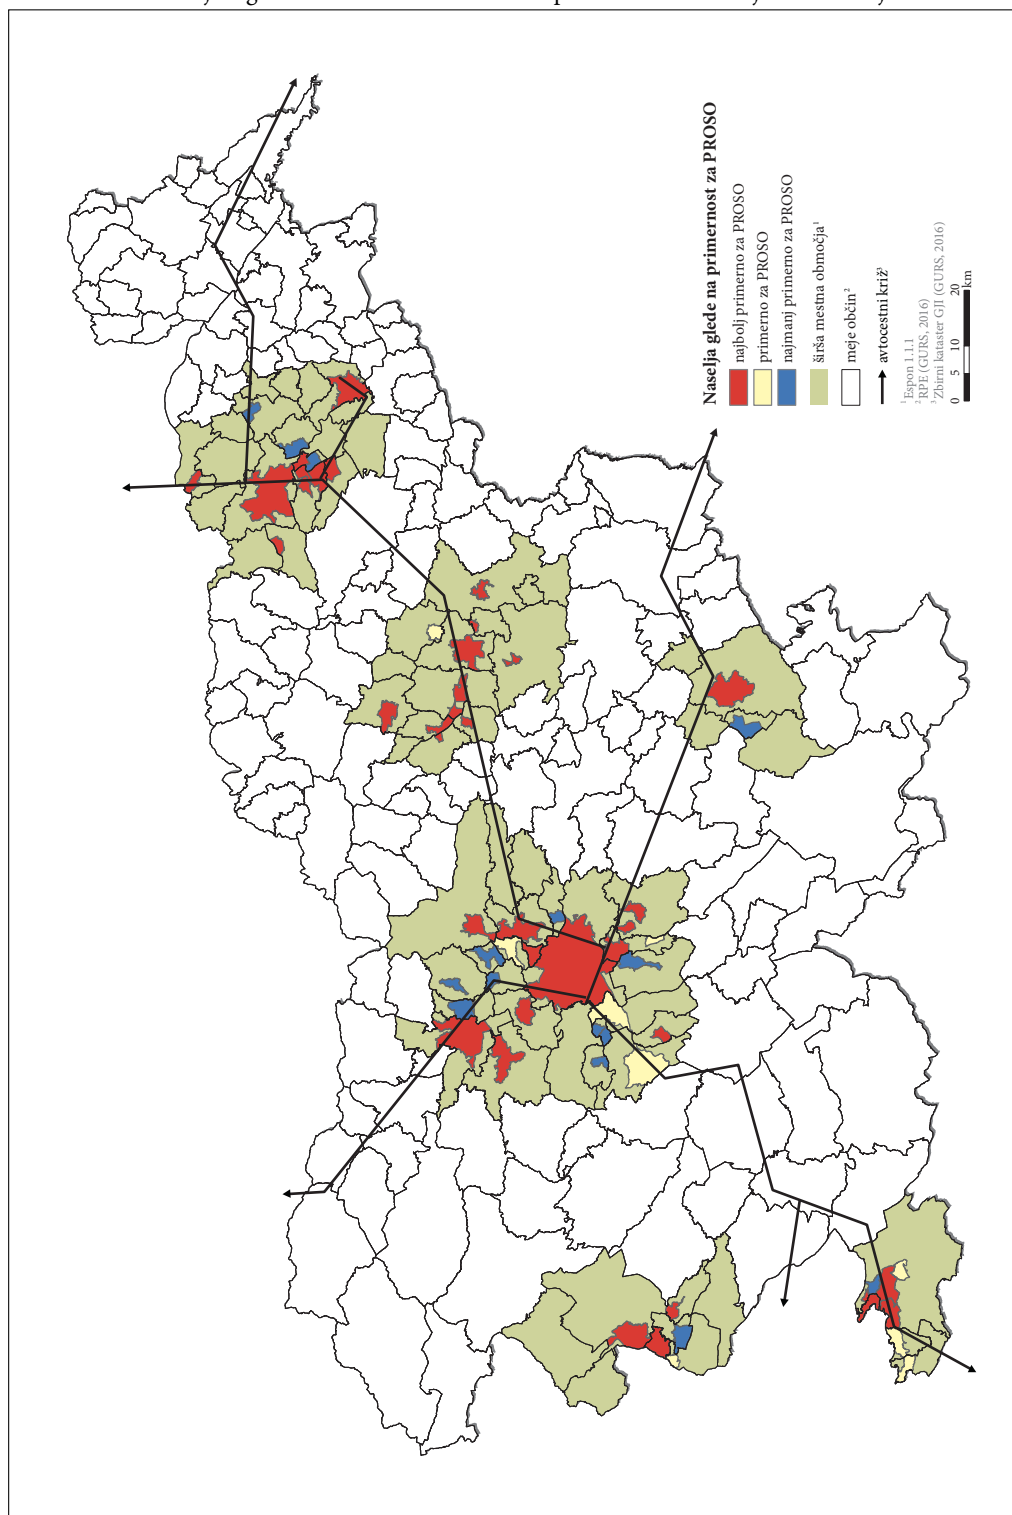 Naselja glede na primernost za PROSO
najbolj primerno za PROSO
primerno za PROSO
najmanj primerno za PROSO
širša mestna območja¹
meje občin²
avtocestni križ³
¹ Espon 1.1.1
² RPE (GURS, 2016)
³ Zbirni kataster GJI (GURS, 2016)
0 5 10 20
km